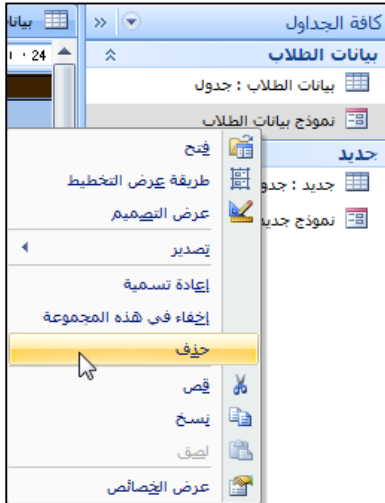 كافة الجداول
بيانات الطلاب
بيانات الطلاب : جدول
نموذج بيانات الطلاب
جديد
جديد : جدو
نموذج جديد
24
فتح
طريقة عرض التخطيط
عرض التصميم
تصدير
إعادة تسمية
إخفاء في هذه المجموعة
حذف
قص
نسخ
لصق
عرض الخصائص